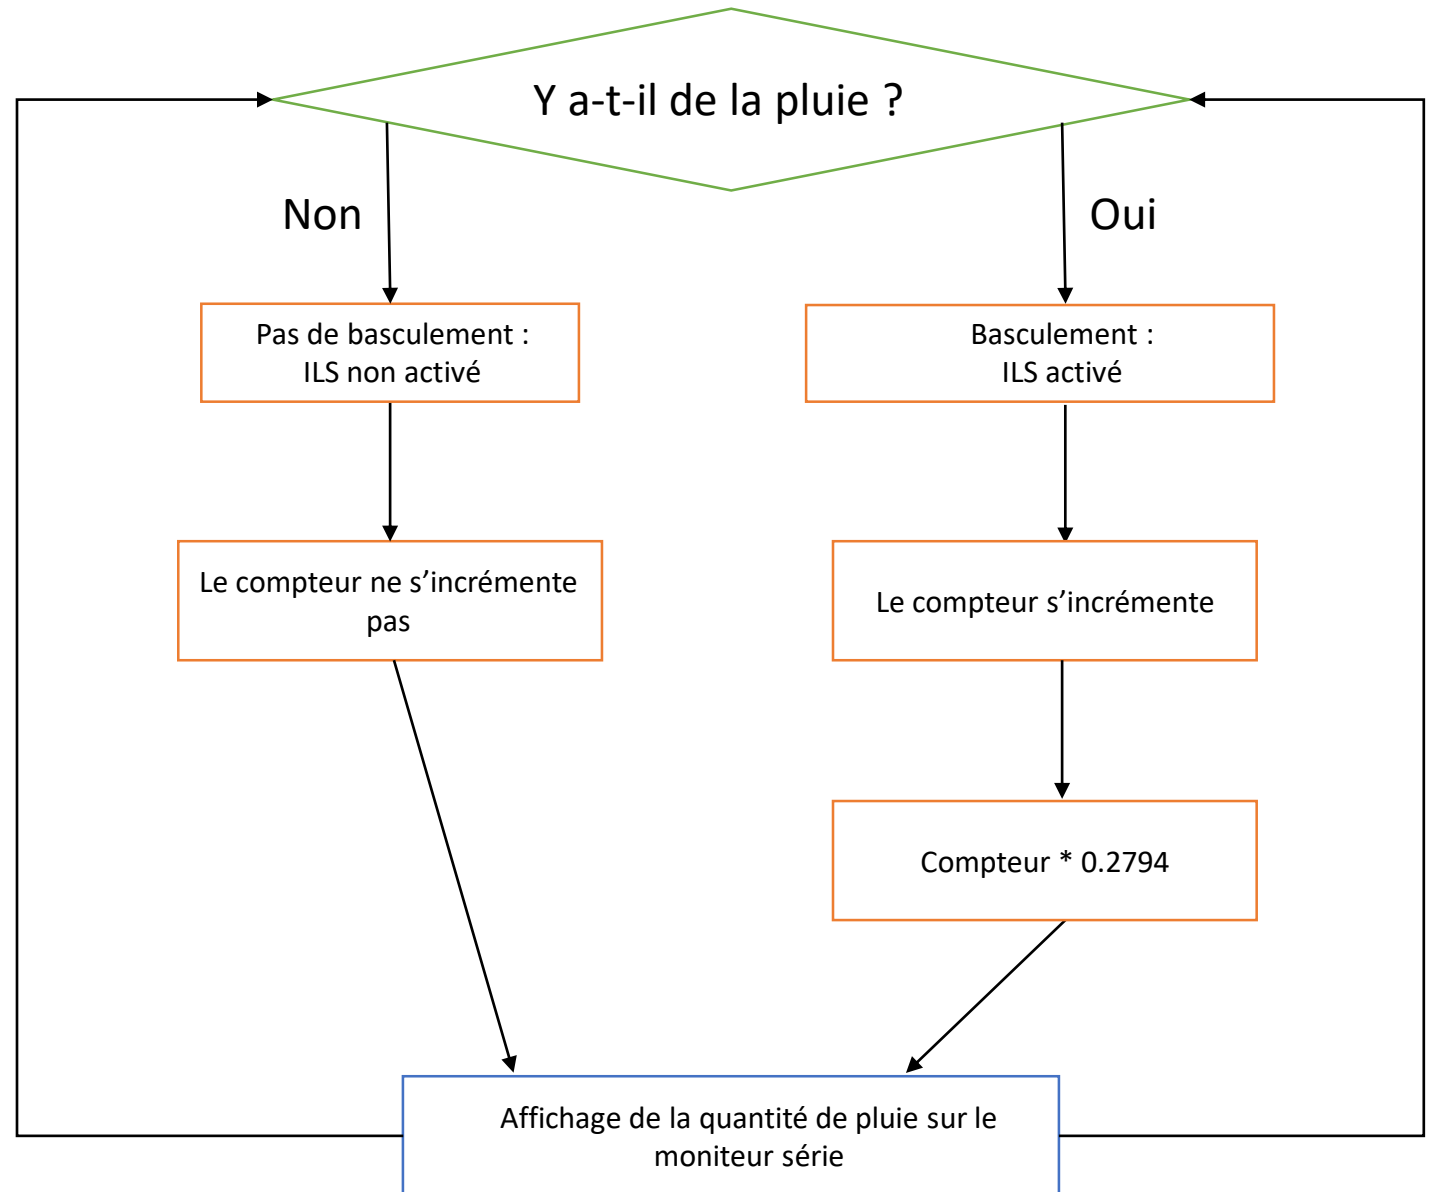 Y a-t-il de la pluie ?
Non
Oui
Pas de basculement :
ILS non activé
Basculement :
ILS activé
Le compteur ne s’incrémente
pas
Le compteur s’incrémente
Compteur * 0.2794
Affichage de la quantité de pluie sur le
moniteur série